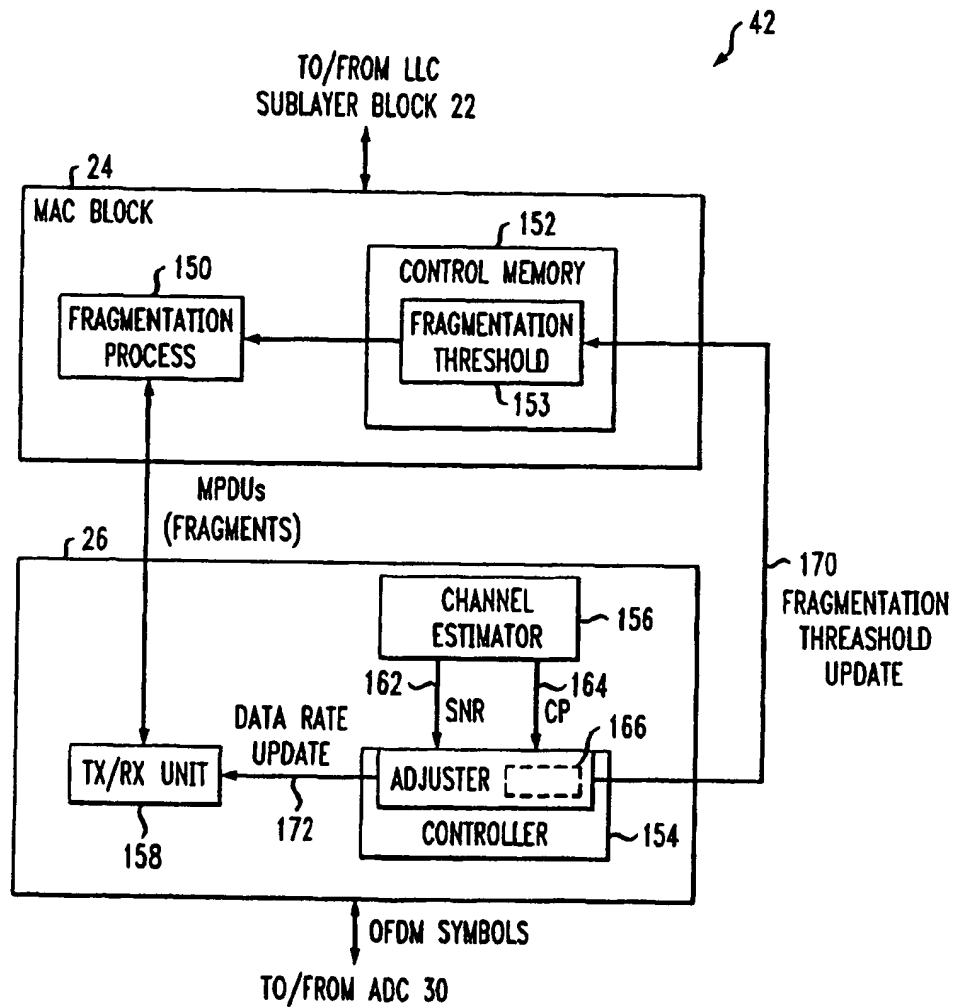 42
TO/FROM LLC
SUBLAYER BLOCK 22
24
MAC BLOCK
152
CONTROL MEMORY
150
FRAGMENTATION
PROCESS
FRAGMENTATION
THRESHOLD
153
MPDUs
(FRAGMENTS)
26
170
FRAGMENTATION
THREASHOLD
UPDATE
CHANNEL
ESTIMATOR
156
162
SNR
164
CP
DATA RATE
UPDATE
166
TX/RX UNIT
ADJUSTER
172
CONTROLLER
154
158
OFDM SYMBOLS
TO/FROM ADC 30